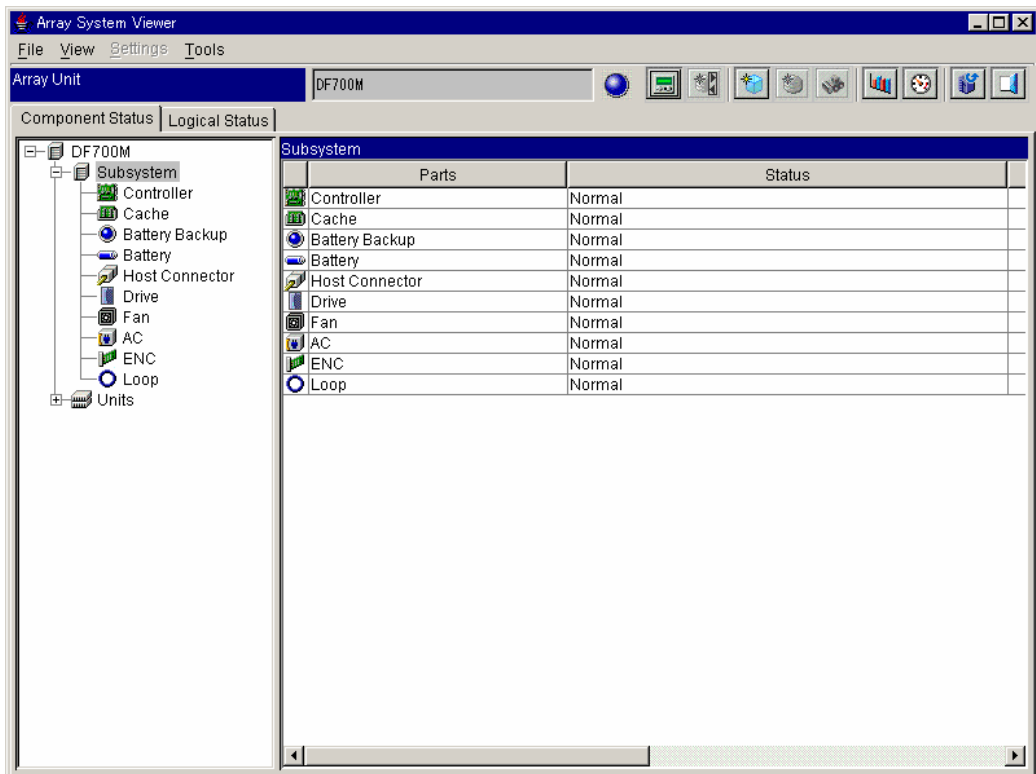 Array System Viewer
File View Settings Tools
Array Unit DF700M
Component Status Logical Status
DF700M
Subsystem
Controller
Cache
Battery Backup
Battery
Host Connector
Drive
Fan
AC
ENC
Loop
Units
Subsystem
Parts Status
Controller Normal
Cache Normal
Battery Backup Normal
Battery Normal
Host Connector Normal
Drive Normal
Fan Normal
AC Normal
ENC Normal
Loop Normal